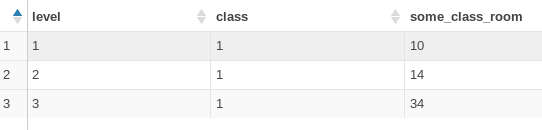 level class some_class_room
1 1 1 10
2 2 1 14
3 3 1 34